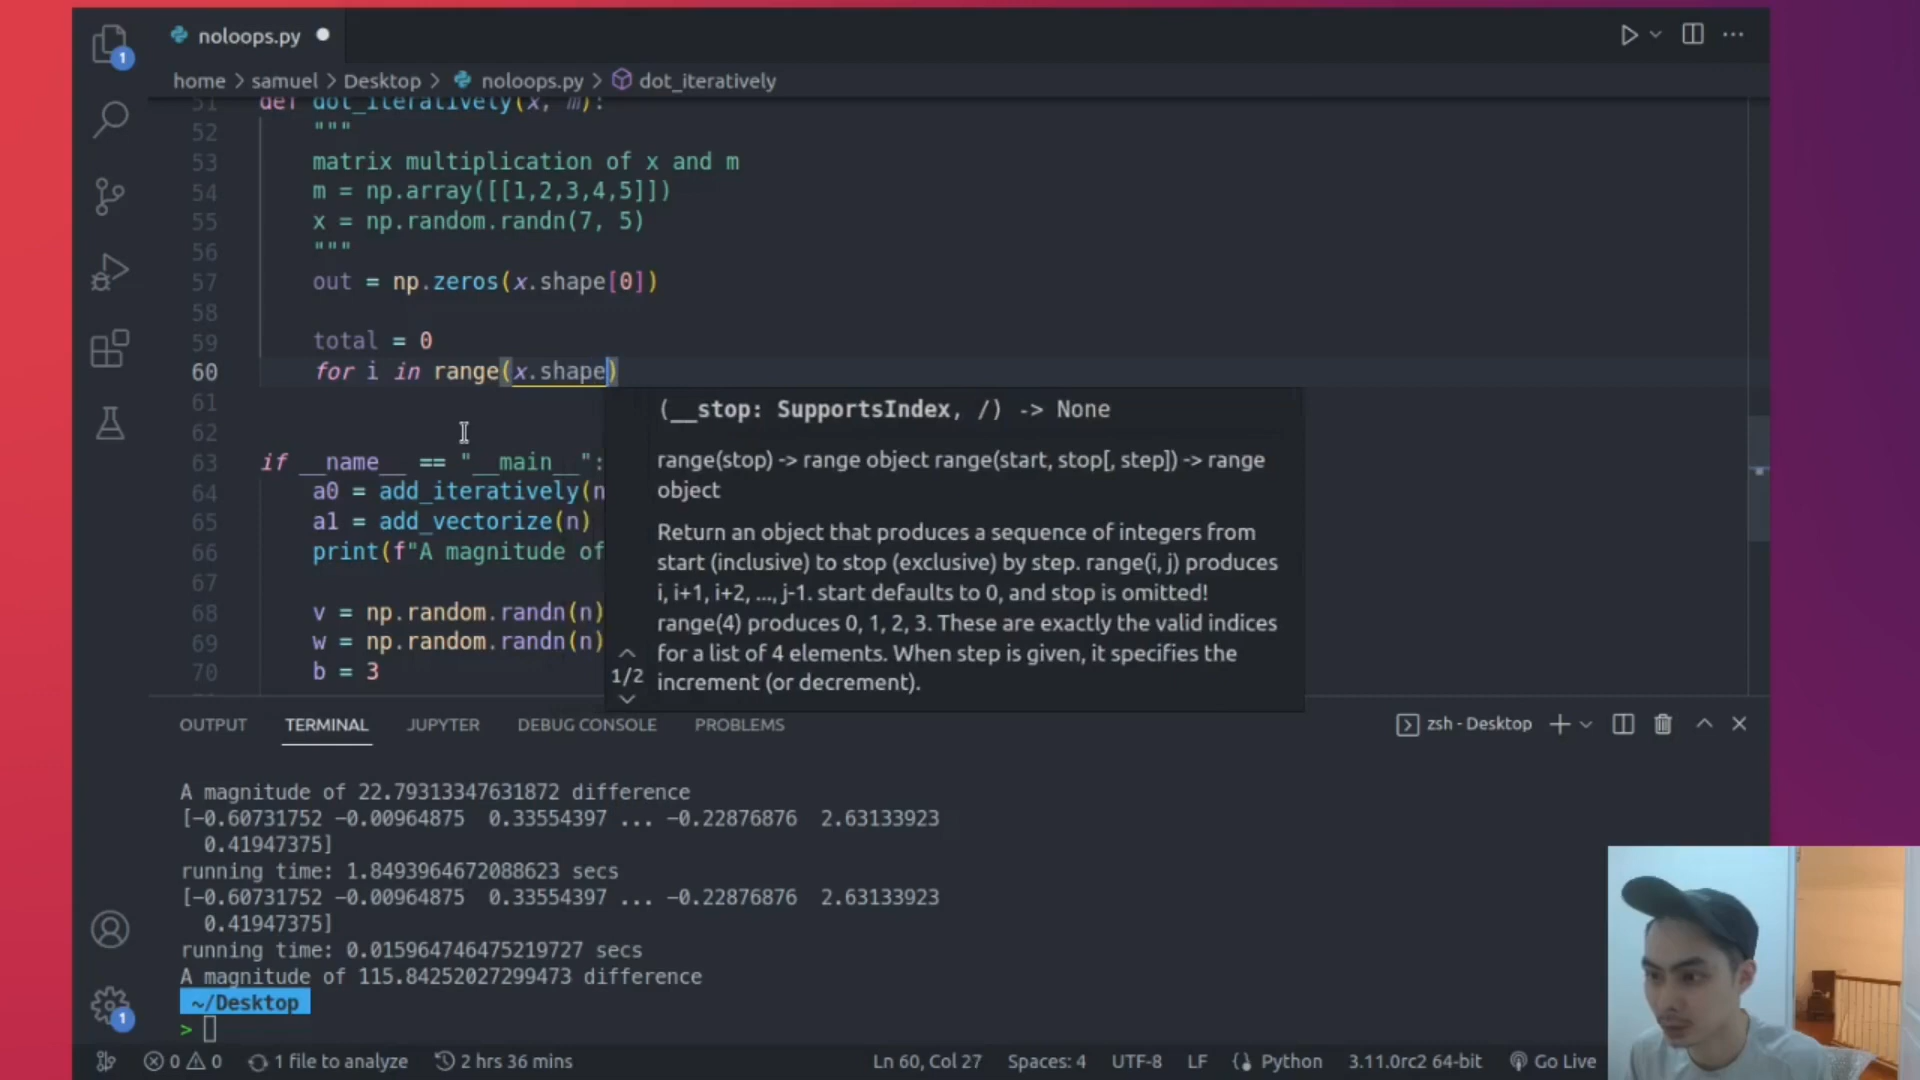 1
noloops.py
home > samuel > Desktop > noloops.py > dot_iteratively
51 def dot_iteratively(x, m):
52 """
53 matrix multiplication of x and m
54 m = np.array([[1,2,3,4,5]])
55 x = np.random.randn(7, 5)
56 """
57 out = np.zeros(x.shape[0])
58
59 total = 0
60 for i in range(x.shape)
61
62
63 if __name__ == "__main__":
64 a0 = add_iteratively(n
65 a1 = add_vectorize(n)
66 print(f"A magnitude of
67
68 v = np.random.randn(n)
69 w = np.random.randn(n)
70 b = 3
(__stop: SupportsIndex, /) -> None
range(stop) -> range object range(start, stop[, step]) -> range
object
Return an object that produces a sequence of integers from
start (inclusive) to stop (exclusive) by step. range(i, j) produces
i, i+1, i+2, ..., j-1. start defaults to 0, and stop is omitted!
range(4) produces 0, 1, 2, 3. These are exactly the valid indices
for a list of 4 elements. When step is given, it specifies the
increment (or decrement).
1/2
OUTPUT TERMINAL JUPYTER DEBUG CONSOLE PROBLEMS
zsh - Desktop
A magnitude of 22.79313347631872 difference
[-0.60731752 -0.00964875 0.33554397 ... -0.22876876 2.63133923
0.41947375]
running time: 1.8493964672088623 secs
[-0.60731752 -0.00964875 0.33554397 ... -0.22876876 2.63133923
0.41947375]
running time: 0.015964746475219727 secs
A magnitude of 115.84252027299473 difference
~/Desktop
>
1
0 0 1 file to analyze 2 hrs 36 mins Ln 60, Col 27 Spaces: 4 UTF-8 LF Python 3.11.0rc2 64-bit Go Live